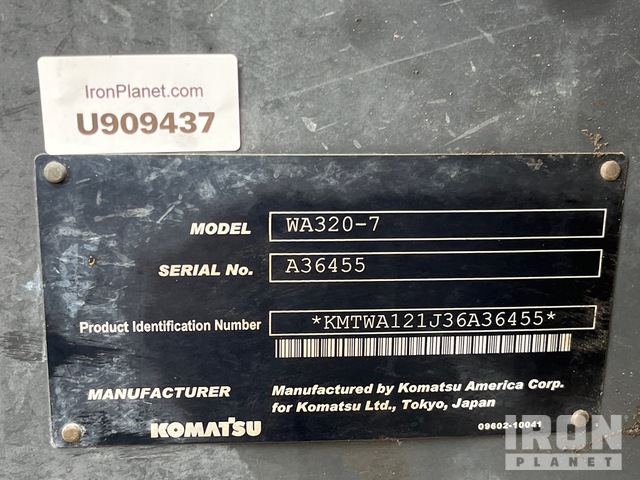 IronPlanet.com
U909437
MODEL WA320-7
SERIAL No. A36455
Product Identification Number *KMTWA121J36A36455*
MANUFACTURER Manufactured by Komatsu America Corp.
for Komatsu Ltd., Tokyo, Japan
KOMATSU 09602-10041
IRON
PLANET